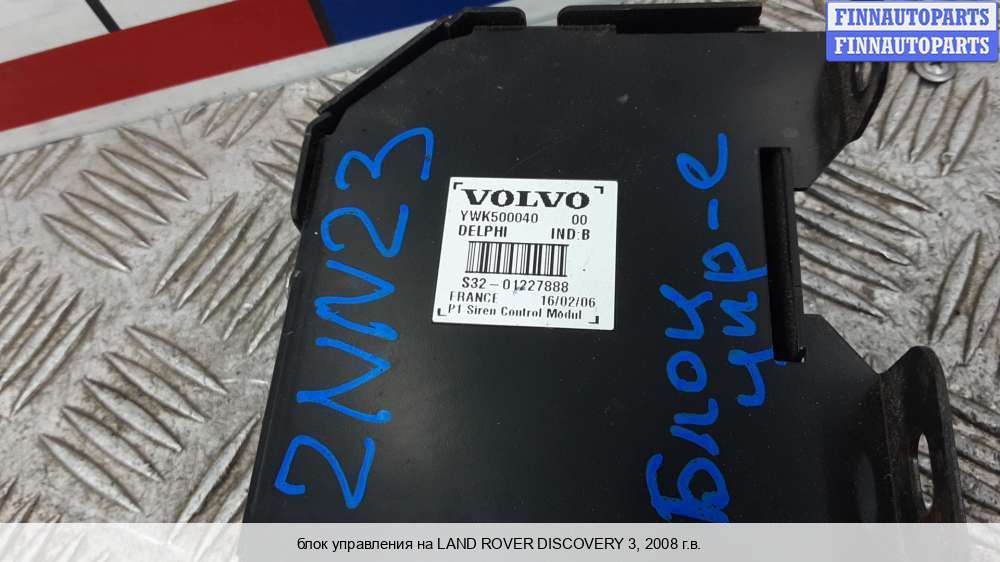 FINNAUTOPARTS
FINNAUTOPARTS
2NN23
VOLVO
YWK500040 00
DELPHI IND:B
S32-01227888
FRANCE 16/02/06
P1 Siren Control Modul
Блок
упр-е
блок управления на LAND ROVER DISCOVERY 3, 2008 г.в.